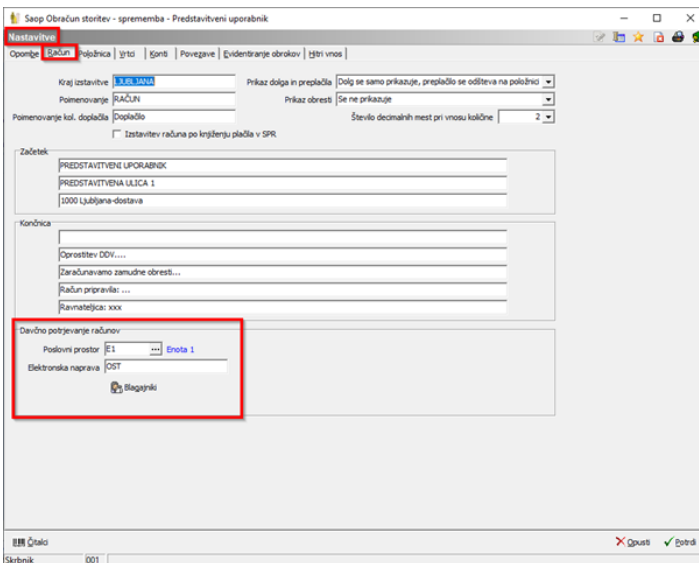 Saop Obračun storitev - sprememba - Predstavitveni uporabnik
Nastavitve
Opombe | Račun | Položnica | Vrtci | Konti | Povezave | Evidentiranje obrokov | Hitri vnos
Kraj izstavitve LJUBLJANA Prikaz dolga in preplačila Dolg se samo prikazuje, preplačilo se odšteva na položnici
Poimenovanje RAČUN Prikaz obresti Se ne prikazuje
Poimenovanje kol. doplačila Doplačilo Število decimalnih mest pri vnosu količine 2
Izstavitev računa po knjiženju plačila v SPR
Začetek
PREDSTAVITVENI UPORABNIK
PREDSTAVITVENA ULICA 1
1000 Ljubljana-dostava
Končnica
Oprostitev DDV....
Zaračunavamo zamudne obresti...
Račun pripravila: ...
Ravnateljica: xxx
Davčno potrjevanje računov
Poslovni prostor E1 ... Enota 1
Elektronska naprava OST
Blagajniki
Čitalci Opusti Potrdi
Skrbnik 001